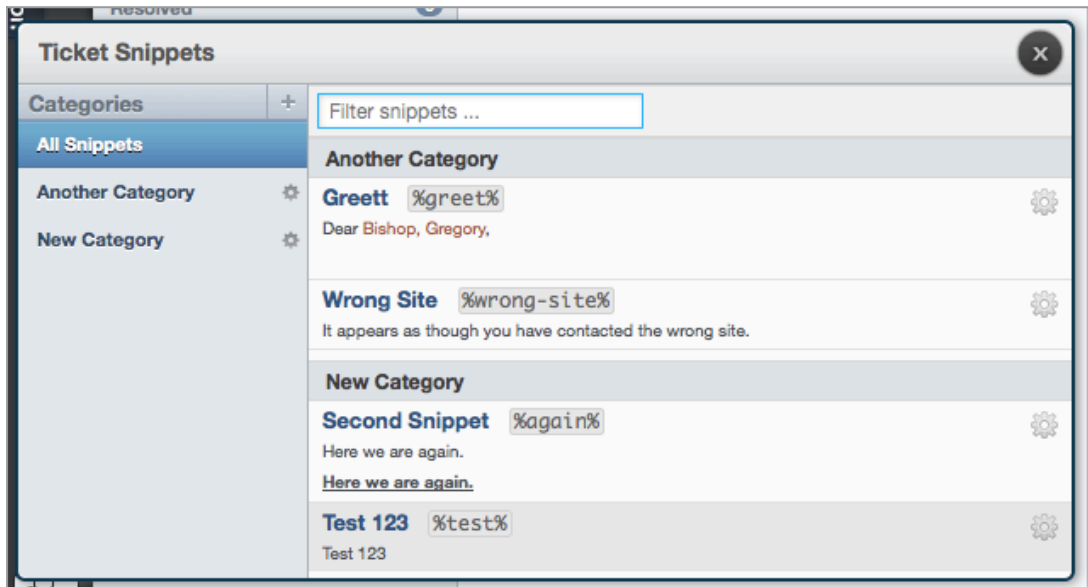 Resolved
Ticket Snippets
x
Categories +
All Snippets
Another Category
New Category
Filter snippets ...
Another Category
Greett %greet%
Dear Bishop, Gregory,
Wrong Site %wrong-site%
It appears as though you have contacted the wrong site.
New Category
Second Snippet %again%
Here we are again.
Here we are again.
Test 123 %test%
Test 123